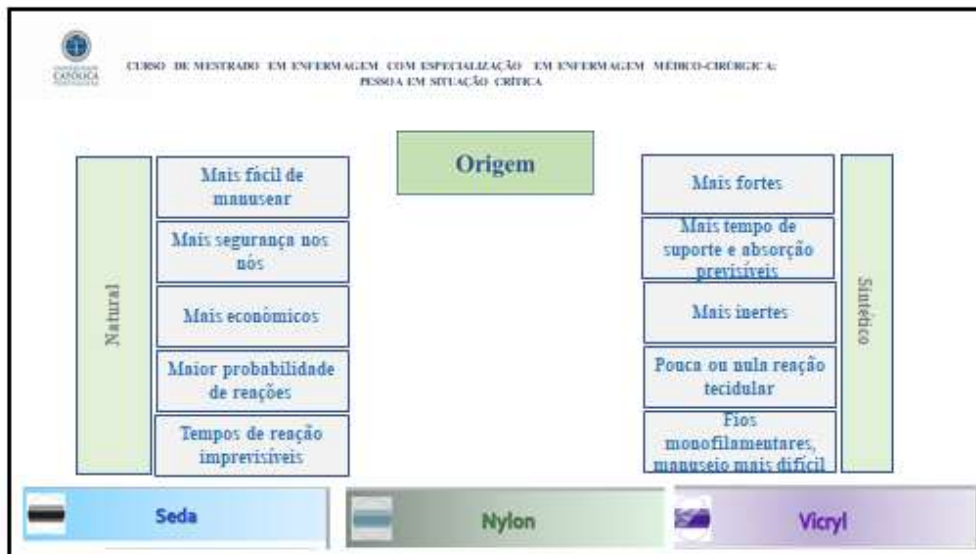 CATÓLICA
CURSO DE MESTRADO EM ENFERMAGEM COM ESPECIALIZAÇÃO EM ENFERMAGEM MÉDICO-CIRÚRGICA:
PESSOA EM SITUAÇÃO CRÍTICA
Origem
Natural
Mais fácil de
manusear
Mais segurança nos
nós
Mais económicos
Maior probabilidade
de reações
Tempos de reação
imprevisíveis
Mais fortes
Mais tempo de
suporte e absorção
previsíveis
Mais inertes
Pouca ou nula reação
tecidular
Fios
monofilamentares,
manuseio mais difícil
Sintético
Seda
Nylon
Vicryl